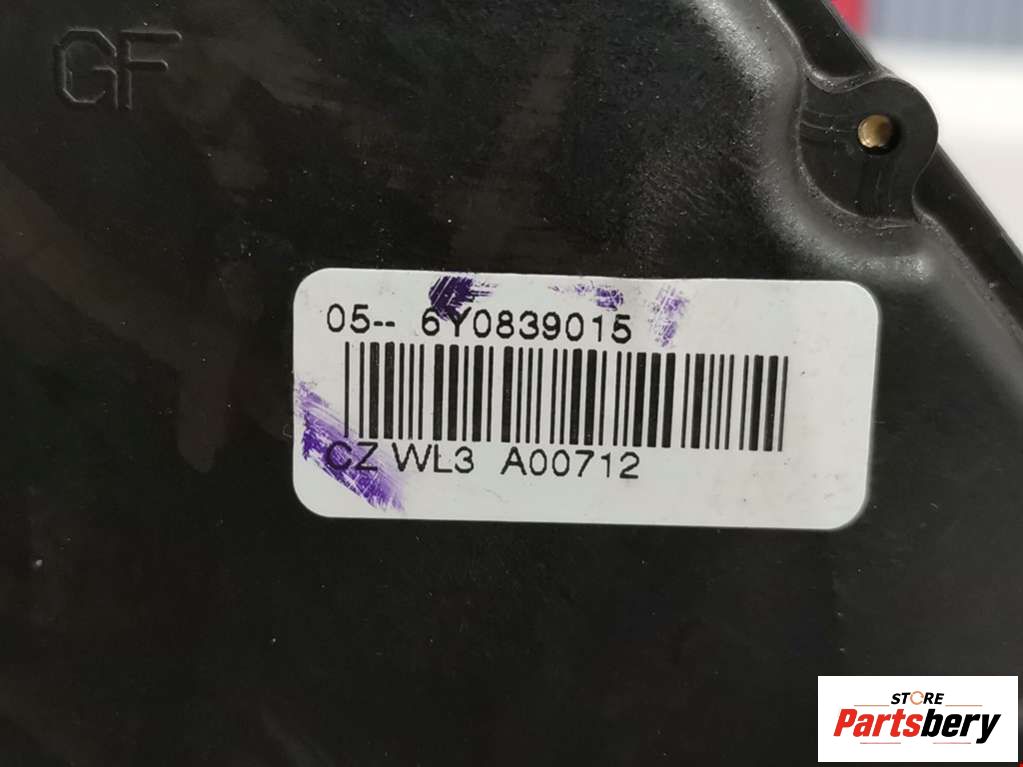 GF
05-- 6Y0839015
CZ WL3 A00712
STORE
Partsbery